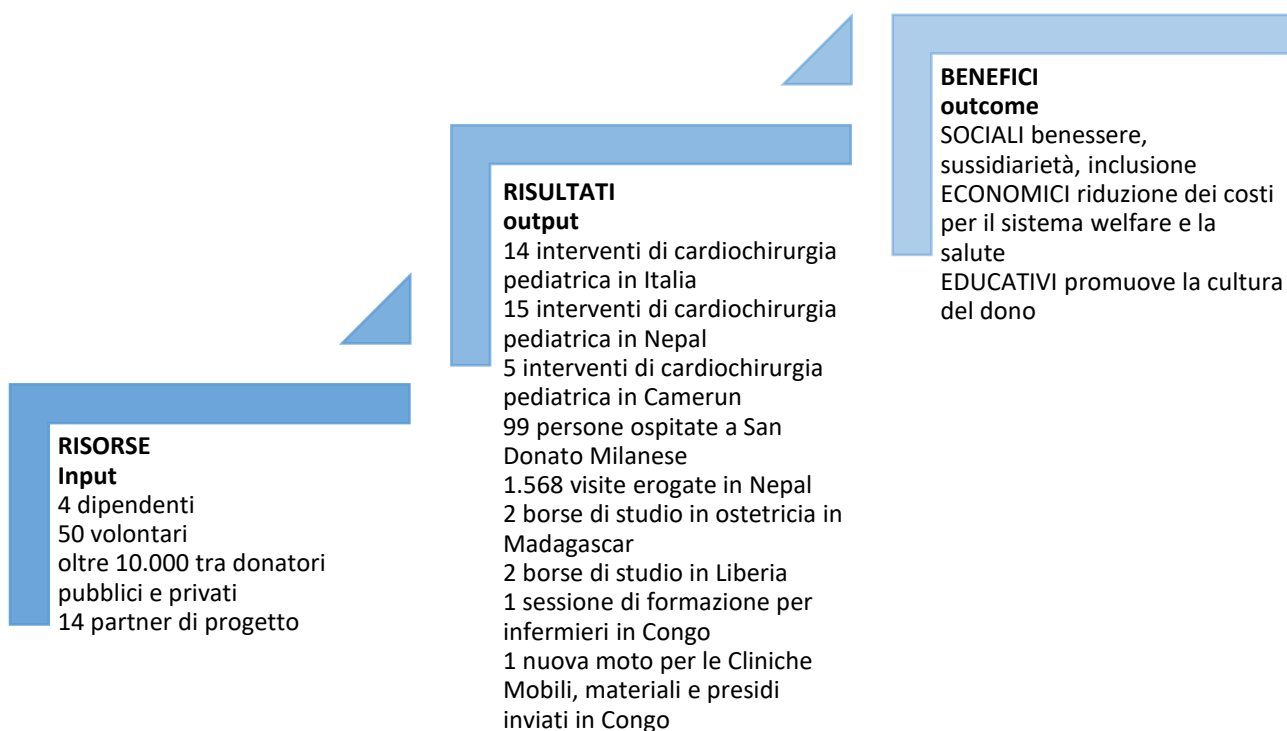 RISORSE
Input
4 dipendenti
50 volontari
oltre 10.000 tra donatori
pubblici e privati
14 partner di progetto
RISULTATI
output
14 interventi di cardiochirurgia
pediatrica in Italia
15 interventi di cardiochirurgia
pediatrica in Nepal
5 interventi di cardiochirurgia
pediatrica in Camerun
99 persone ospitate a San
Donato Milanese
1.568 visite erogate in Nepal
2 borse di studio in ostetricia in
Madagascar
2 borse di studio in Liberia
1 sessione di formazione per
infermieri in Congo
1 nuova moto per le Cliniche
Mobili, materiali e presidi
inviati in Congo
BENEFICI
outcome
SOCIALI benessere,
sussidiarietà, inclusione
ECONOMICI riduzione dei costi
per il sistema welfare e la
salute
EDUCATIVI promuove la cultura
del dono